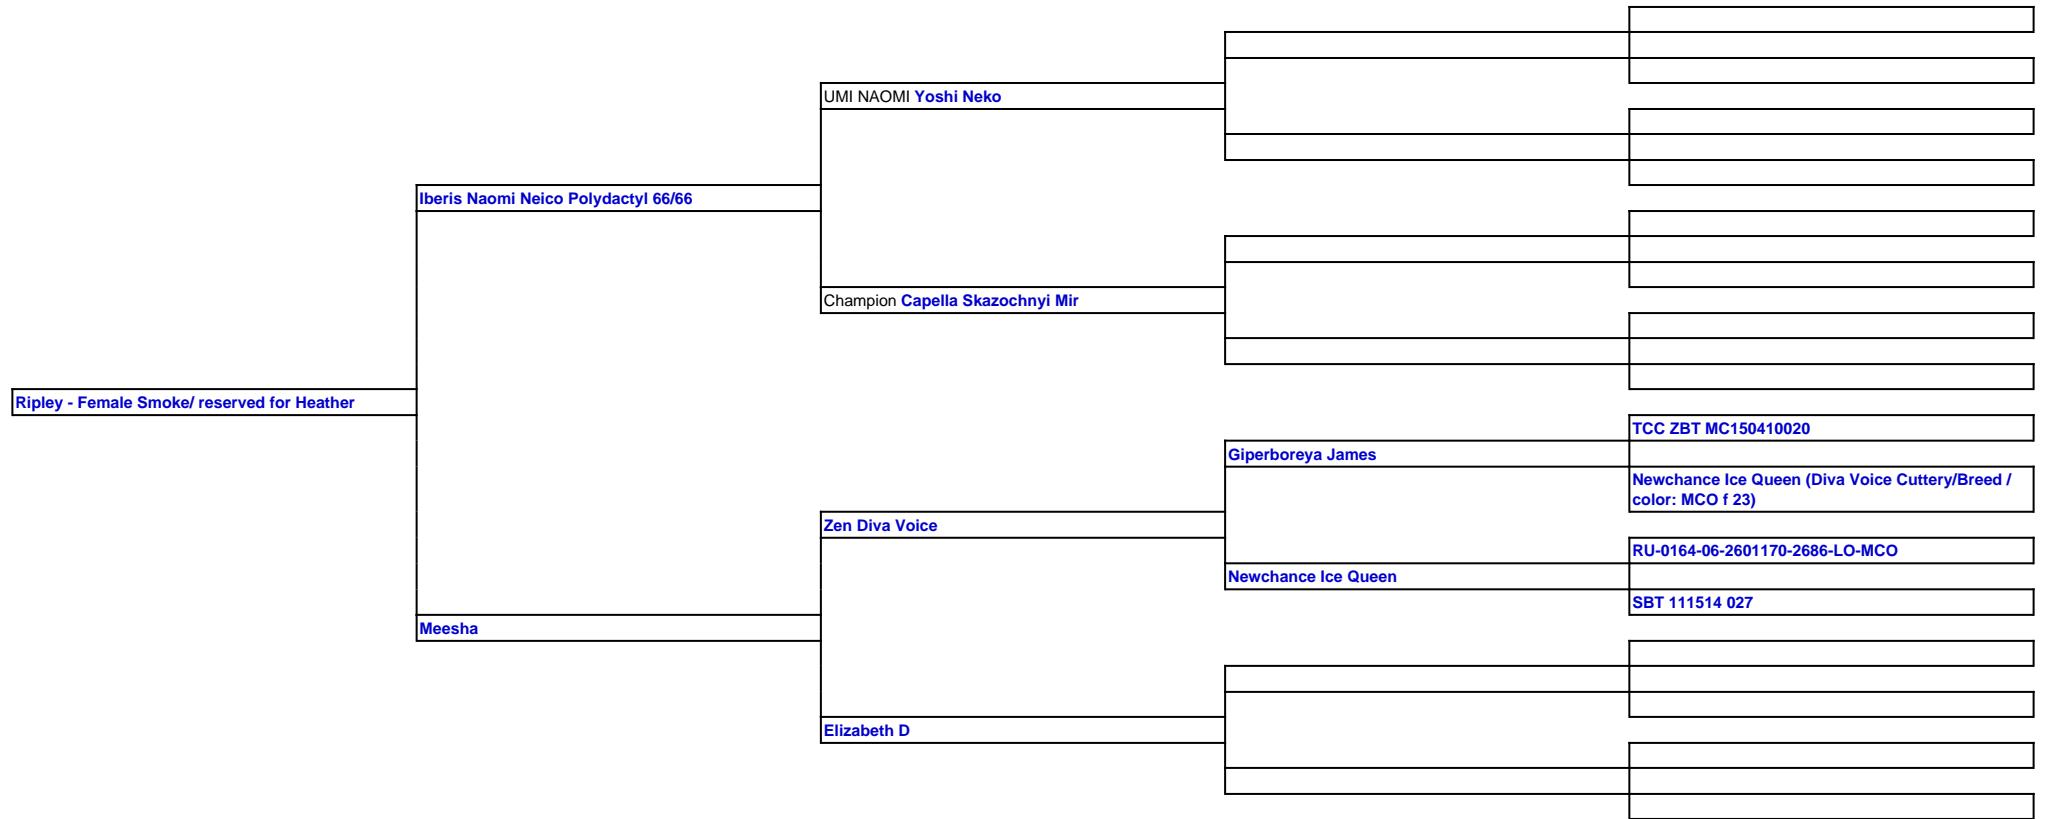 UMI NAOMI Yoshi Neko
Iberis Naomi Neico Polydactyl 66/66
Champion Capella Skazochnyi Mir
Ripley - Female Smoke/ reserved for Heather
TCC ZBT MC150410020
Giperboreya James
Newchance Ice Queen (Diva Voice Cuttery/Breed /
color: MCO f 23)
Zen Diva Voice
RU-0164-06-2601170-2686-LO-MCO
Newchance Ice Queen
SBT 111514 027
Meesha
Elizabeth D